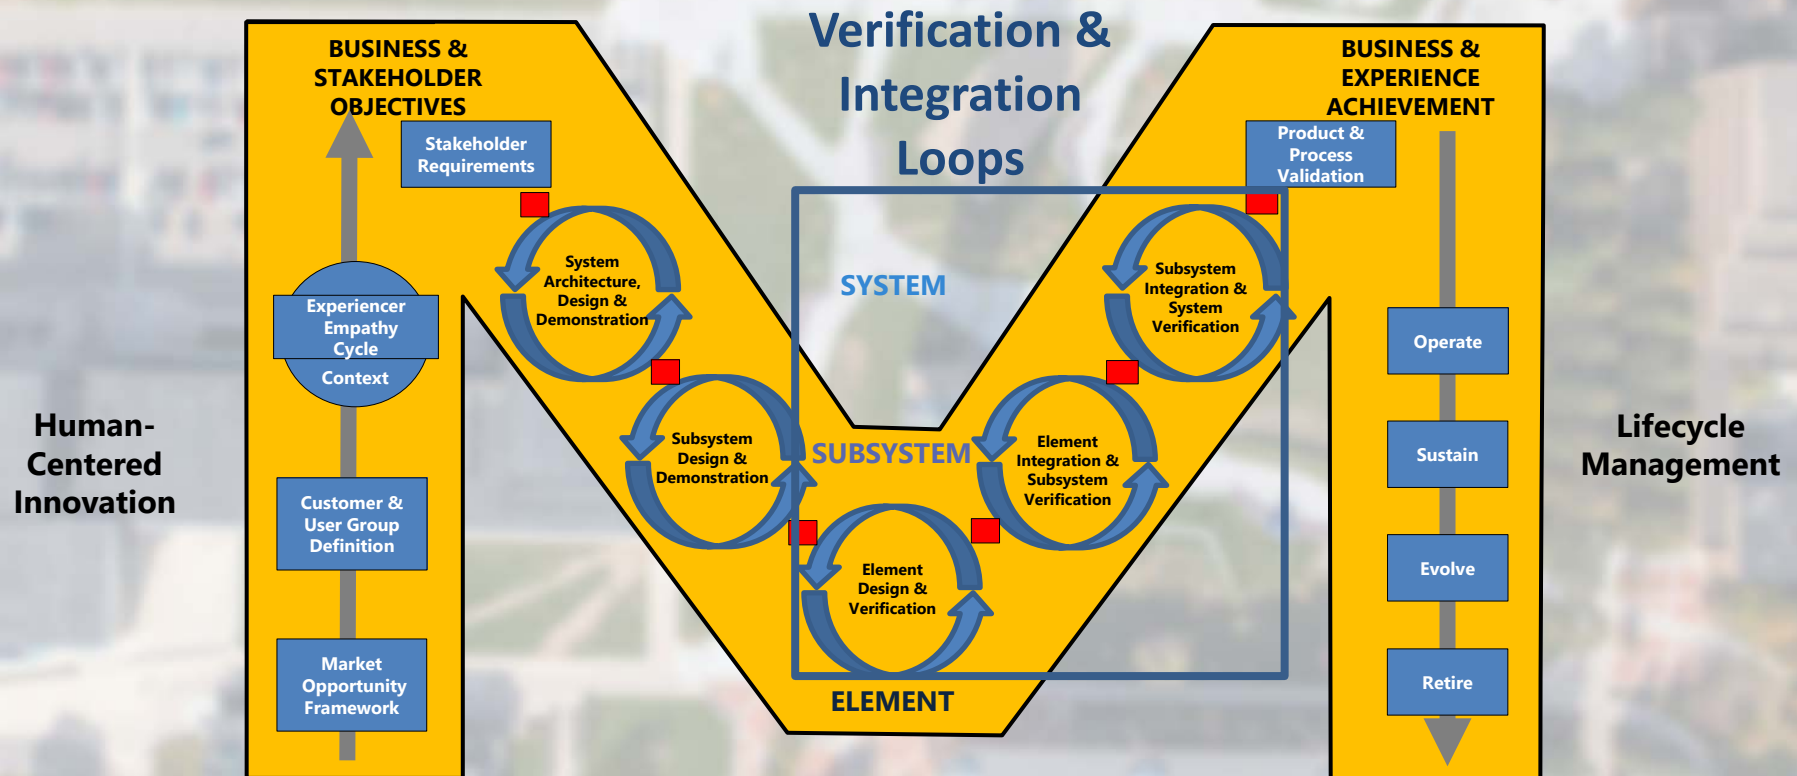 Verification &
Integration
Loops
BUSINESS &
STAKEHOLDER
OBJECTIVES
Stakeholder
Requirements
Experiencer
Empathy
Cycle
Context
Customer &
User Group
Definition
Market
Opportunity
Framework
Human-
Centered
Innovation
System
Architecture,
Design &
Demonstration
Subsystem
Design &
Demonstration
Element
Design &
Verification
SYSTEM
SUBSYSTEM
ELEMENT
Element
Integration &
Subsystem
Verification
Subsystem
Integration &
System
Verification
BUSINESS &
EXPERIENCE
ACHIEVEMENT
Product &
Process
Validation
Operate
Sustain
Evolve
Retire
Lifecycle
Management